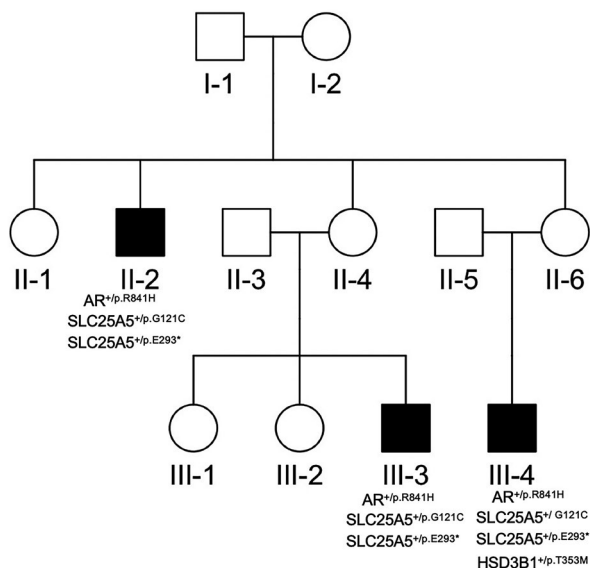 I-1 I-2
II-1 II-2 II-3 II-4 II-5 II-6
AR+/p.R841H
SLC25A5+/p.G121C
SLC25A5+/p.E293*
III-1 III-2 III-3 III-4
AR+/p.R841H AR+/p.R841H
SLC25A5+/p.G121C SLC25A5+/ G121C
SLC25A5+/p.E293* SLC25A5+/p.E293*
HSD3B1+/p.T353M